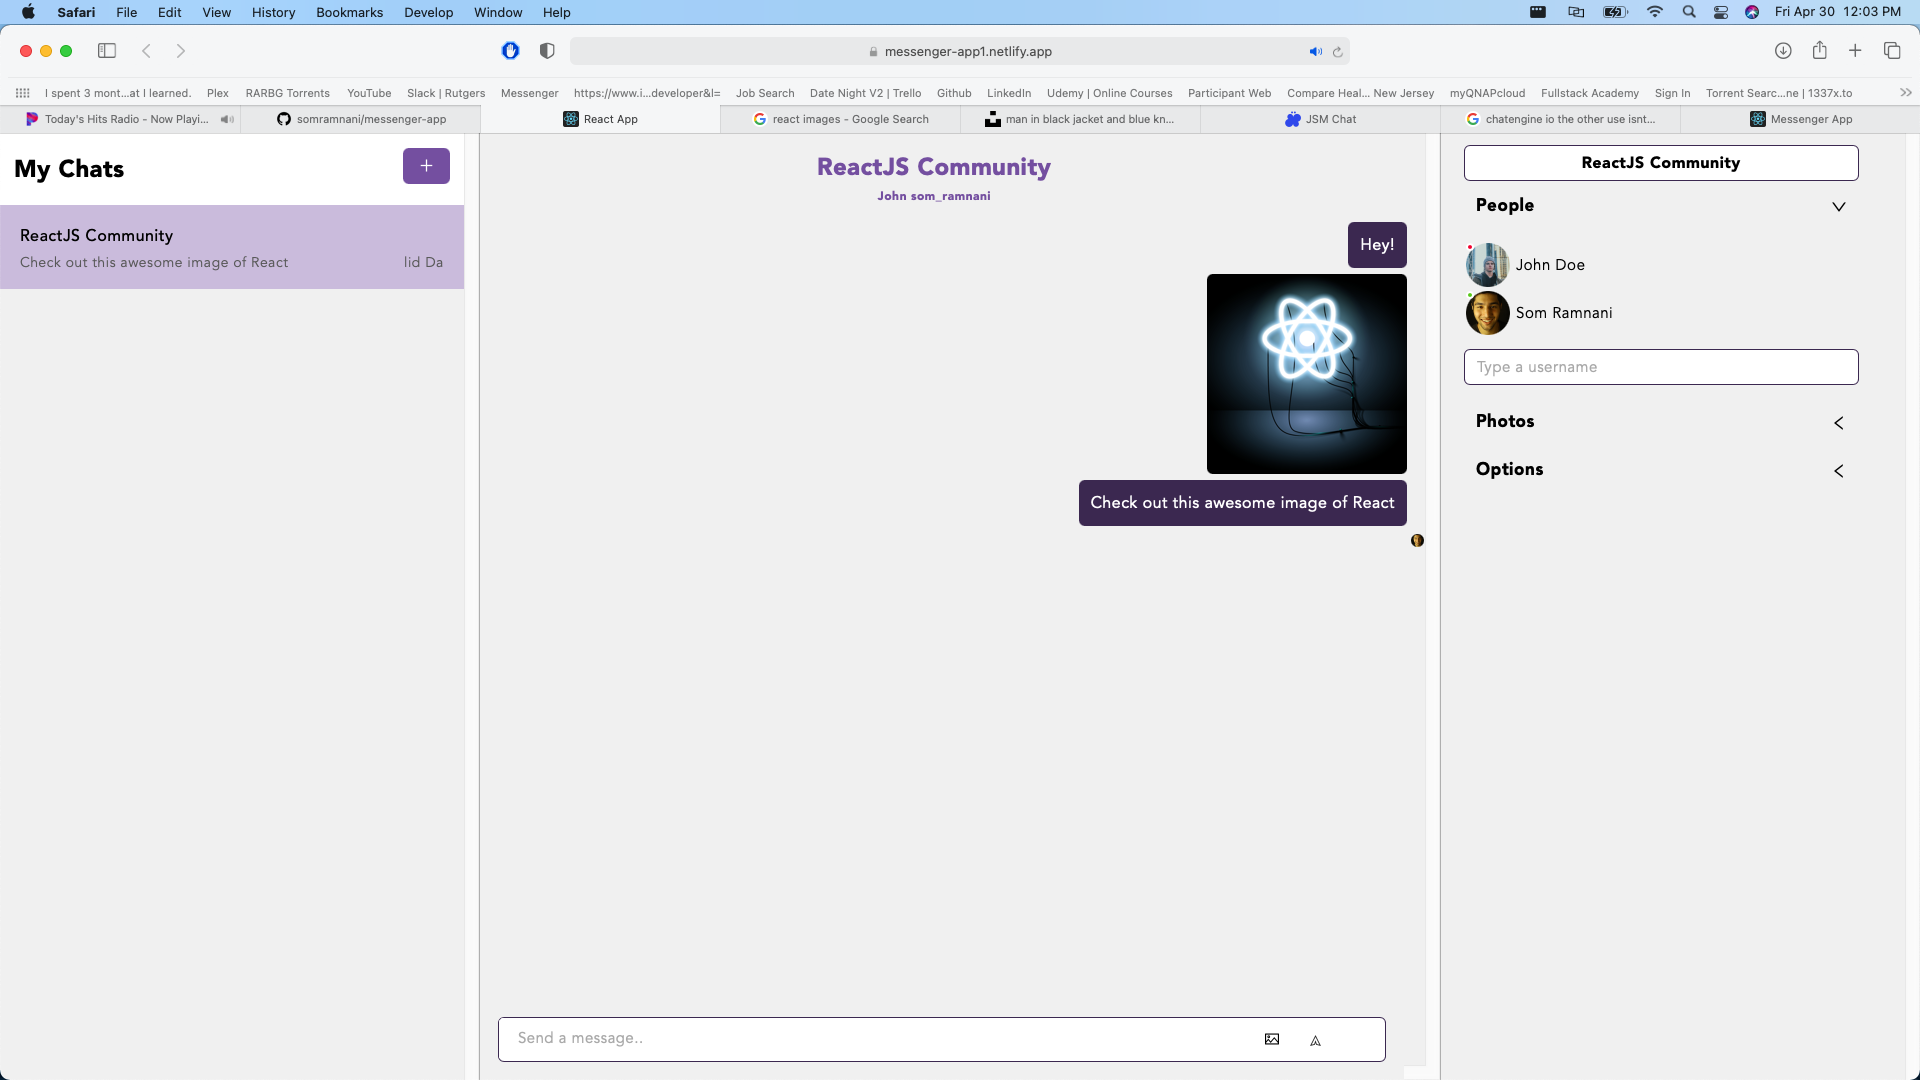 Safari File Edit View History Bookmarks Develop Window Help Fri Apr 30 12:03 PM
messenger-app1.netlify.app
I spent 3 mont...at I learned. Plex RARBG Torrents YouTube Slack | Rutgers Messenger https://www.i...developer&l= Job Search Date Night V2 | Trello Github LinkedIn Udemy | Online Courses Participant Web Compare Heal... New Jersey myQNAPcloud Fullstack Academy Sign In Torrent Searc...ne | 1337x.to
Today's Hits Radio - Now Playi... somramnani/messenger-app React App react images - Google Search man in black jacket and blue kn... JSM Chat chatengine io the other use isnt... Messenger App
My Chats
+
ReactJS Community
Check out this awesome image of React lid Da
ReactJS Community
John som_ramnani
Hey!
Check out this awesome image of React
Send a message..
ReactJS Community
People
John Doe
Som Ramnani
Type a username
Photos
Options